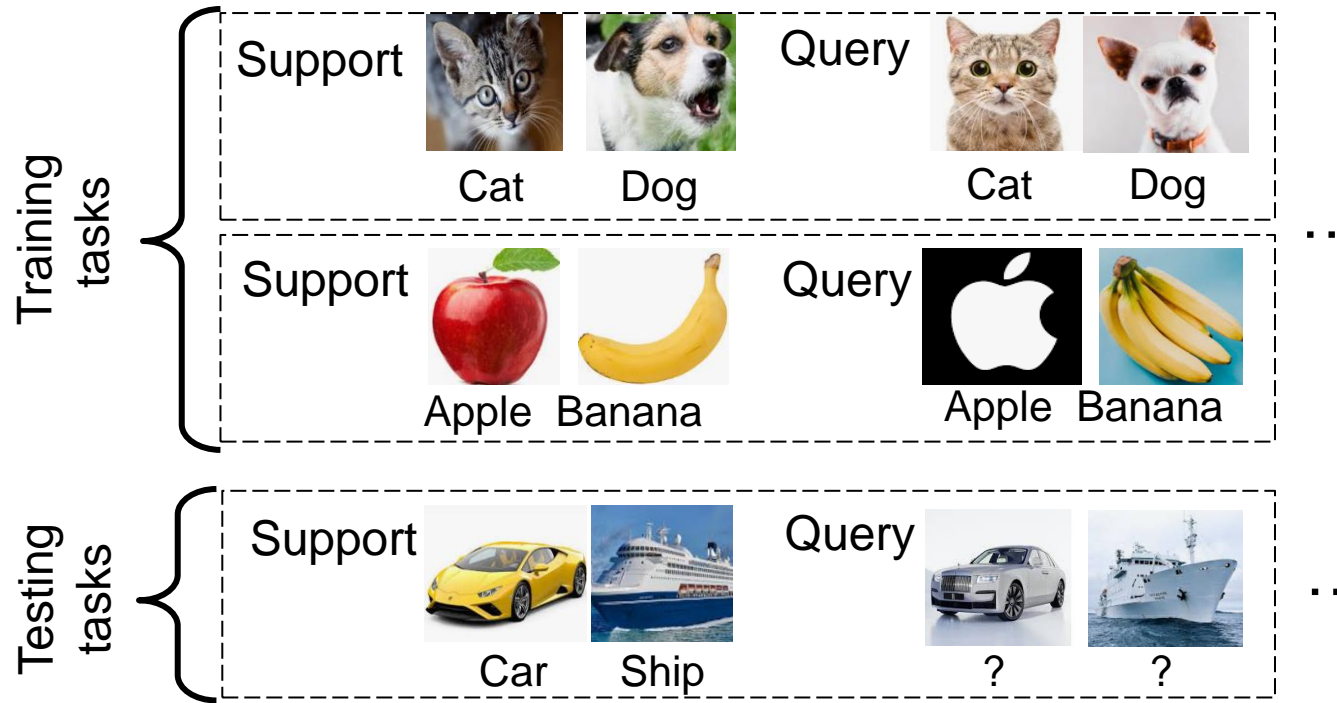 Training
tasks
Support
Query
Cat
Dog
Cat
Dog
Support
Query
Apple
Banana
Apple
Banana
Testing
tasks
Support
Query
Car
Ship
?
?